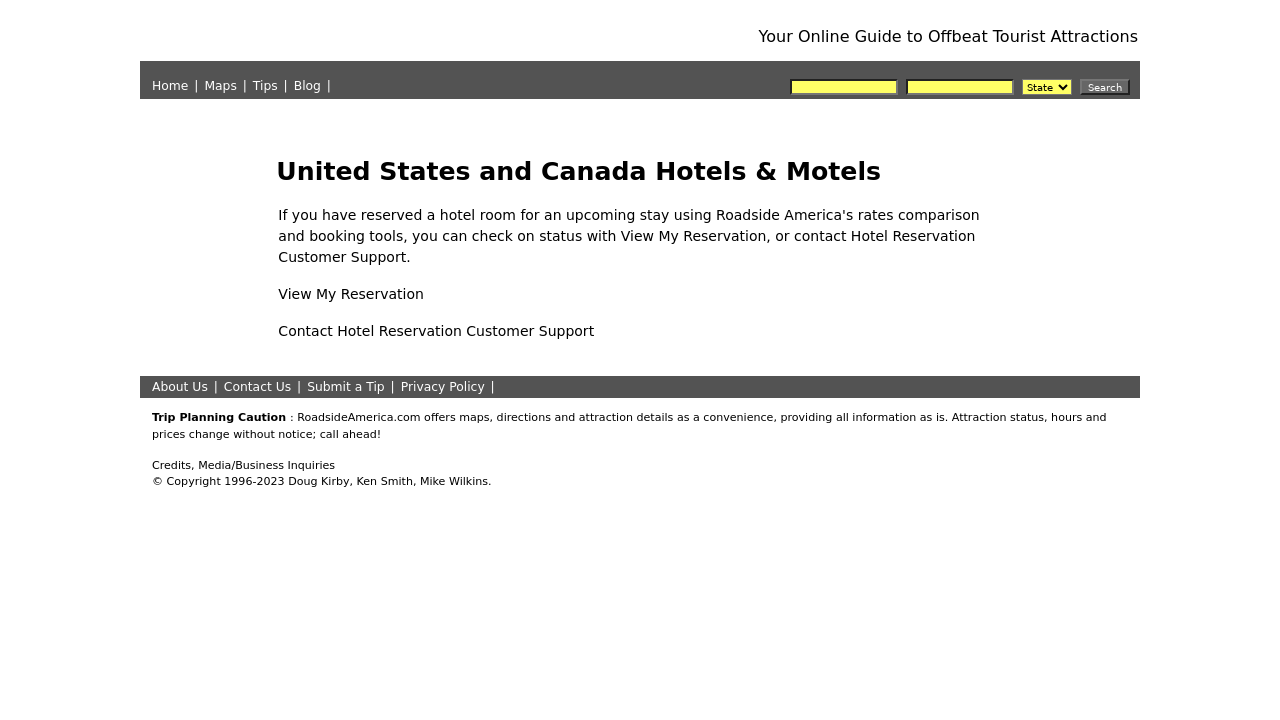 Your Online Guide to Offbeat Tourist Attractions
Home | Maps | Tips | Blog |
State Search
United States and Canada Hotels & Motels
If you have reserved a hotel room for an upcoming stay using Roadside America's rates comparison
and booking tools, you can check on status with View My Reservation, or contact Hotel Reservation
Customer Support.
View My Reservation
Contact Hotel Reservation Customer Support
About Us | Contact Us | Submit a Tip | Privacy Policy |
Trip Planning Caution : RoadsideAmerica.com offers maps, directions and attraction details as a convenience, providing all information as is. Attraction status, hours and
prices change without notice; call ahead!
Credits, Media/Business Inquiries
© Copyright 1996-2023 Doug Kirby, Ken Smith, Mike Wilkins.